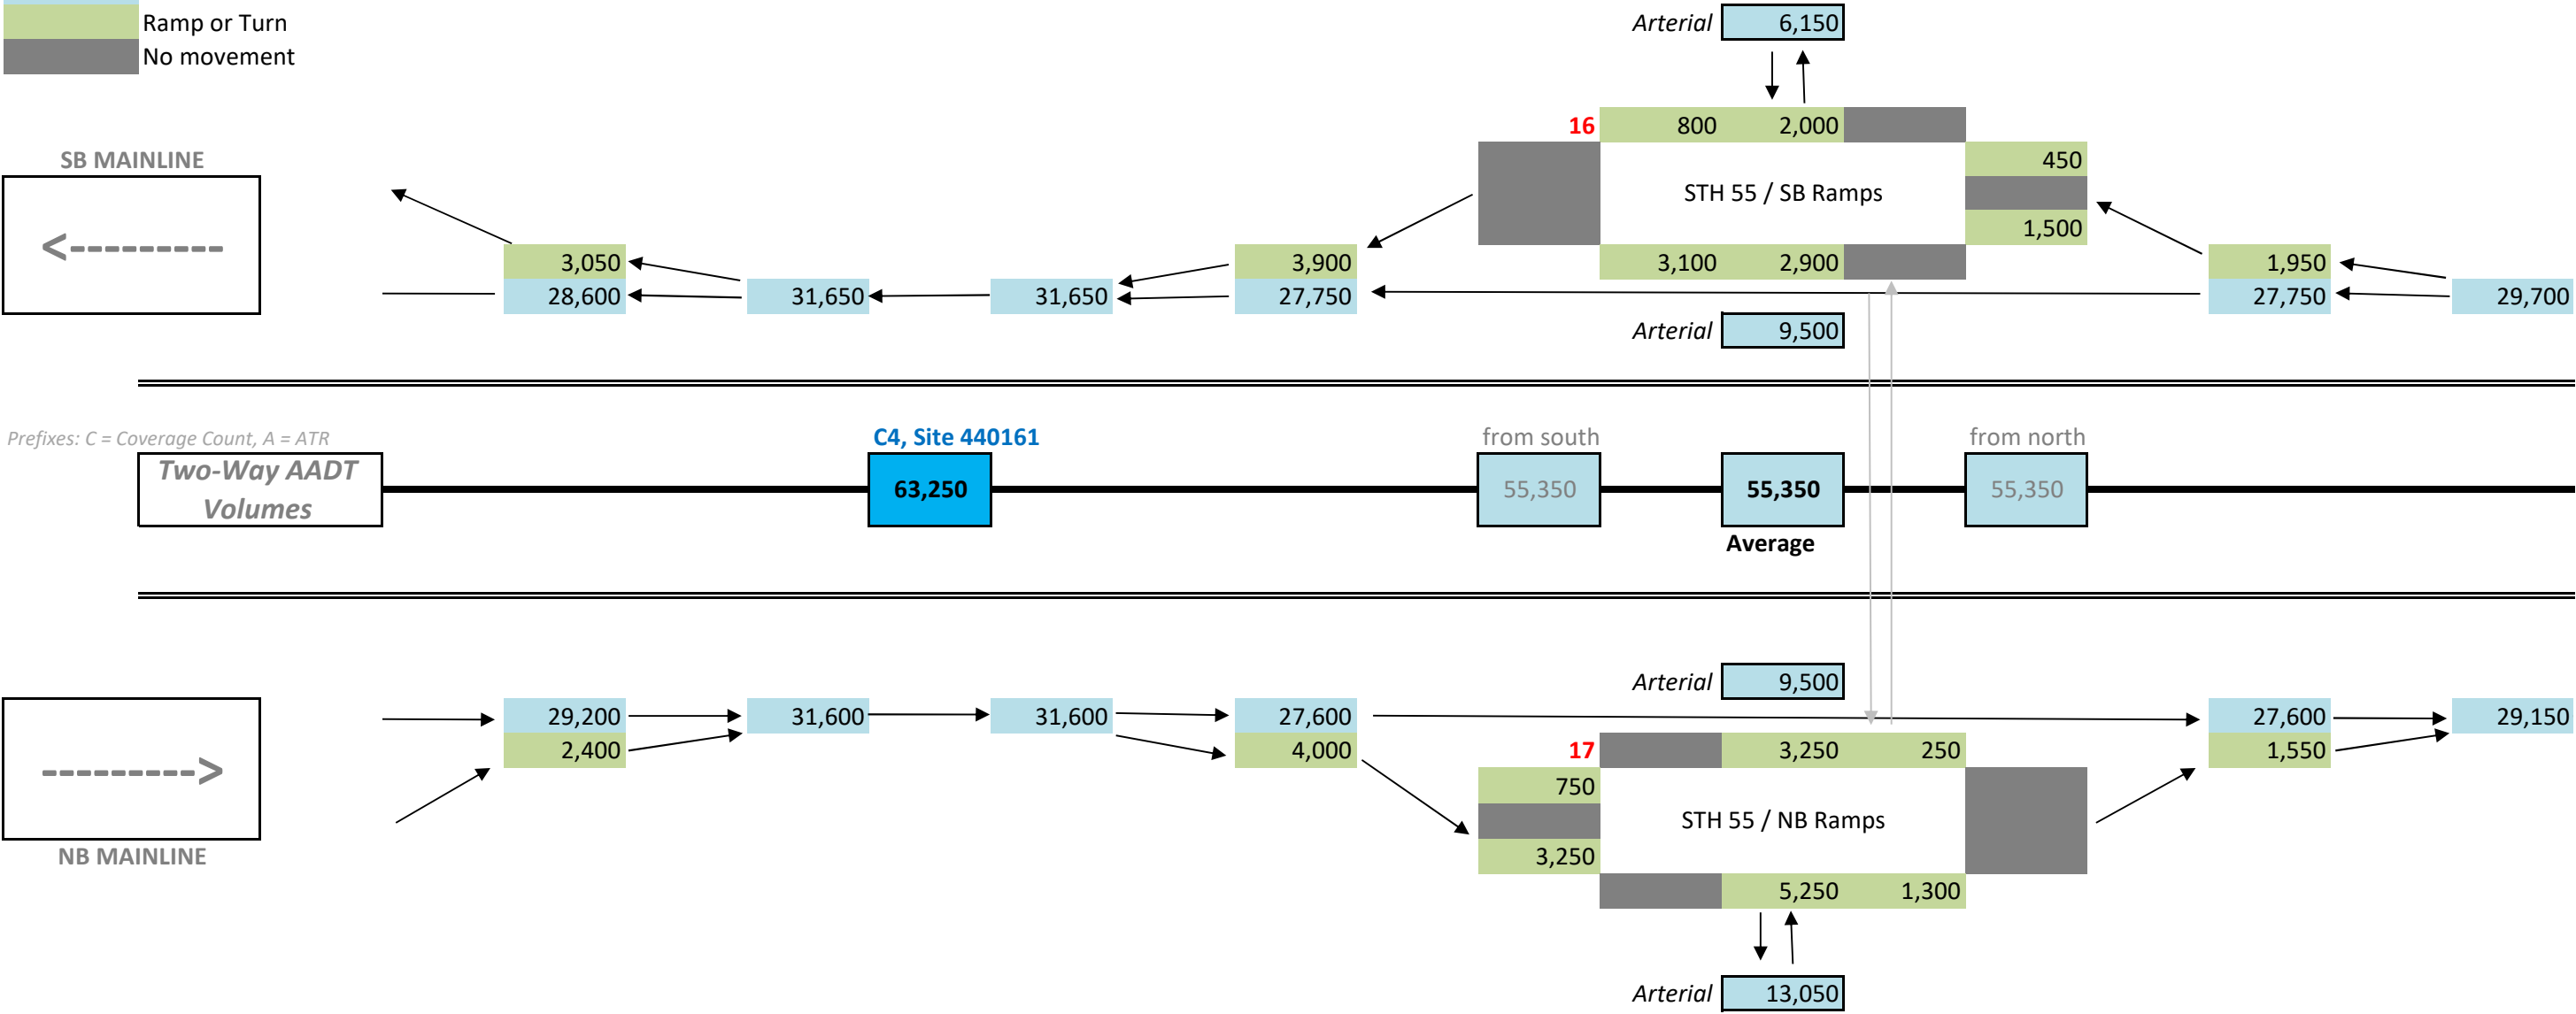 Ramp or Turn
No movement
Arterial 6,150
16 800 2,000
SB MAINLINE
450
STH 55 / SB Ramps
<---------
1,500
3,050 3,900 3,100 2,900 1,950
28,600 31,650 31,650 27,750 27,750 29,700
Arterial 9,500
Prefixes: C = Coverage Count, A = ATR
C4, Site 440161 from south from north
Two-Way AADT
Volumes
63,250 55,350 55,350 55,350
Average
Arterial 9,500
29,200 31,600 31,600 27,600 27,600 29,150
2,400 4,000 17 3,250 250 1,550
--------->
750
STH 55 / NB Ramps
NB MAINLINE
3,250
5,250 1,300
Arterial 13,050